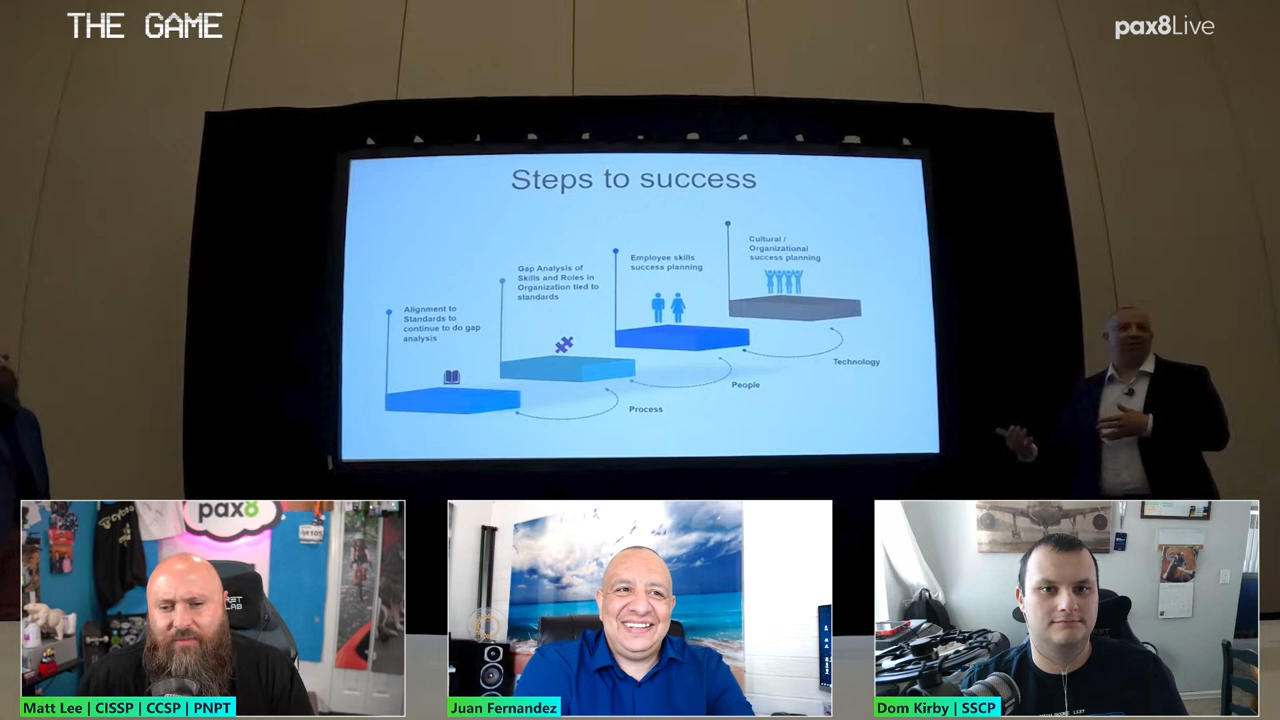 THE GAME
pax8Live
Steps to success
Cultural /
Organizational
success planning
Employee skills
success planning
Gap Analysis of
Skills and Roles in
Organization tied to
standards
Alignment to
Standards to
continue to do gap
analysis
Technology
People
Process
pax8
Matt Lee | CISSP | CCSP | PNPT
Juan Fernandez
Dom Kirby | SSCP